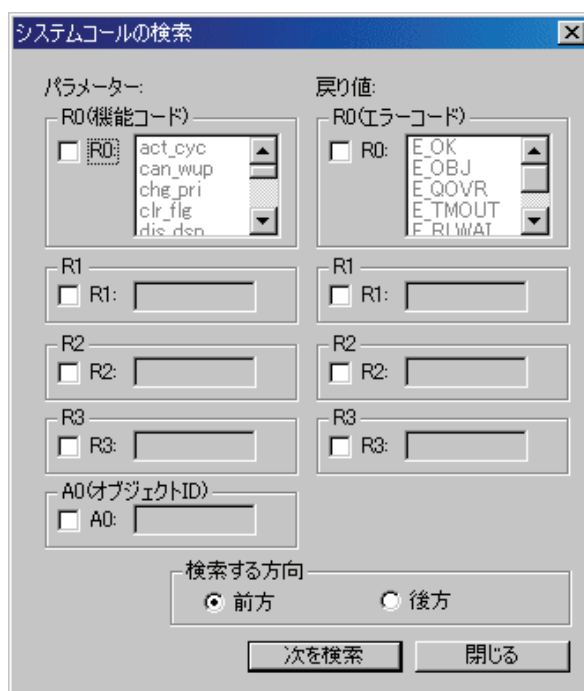 システムコールの検索
パラメーター:
R0(機能コード)
R0:
act_cyc
can_wup
chg_pri
clr_flg
dis_dsp
R1
R1:
R2
R2:
R3
R3:
A0(オブジェクトID)
A0:
戻り値:
R0(エラーコード)
R0:
E_OK
E_OBJ
E_QOVR
E_TMOUT
E_RLWAI
R1
R1:
R2
R2:
R3
R3:
検索する方向
前方
後方
次を検索
閉じる